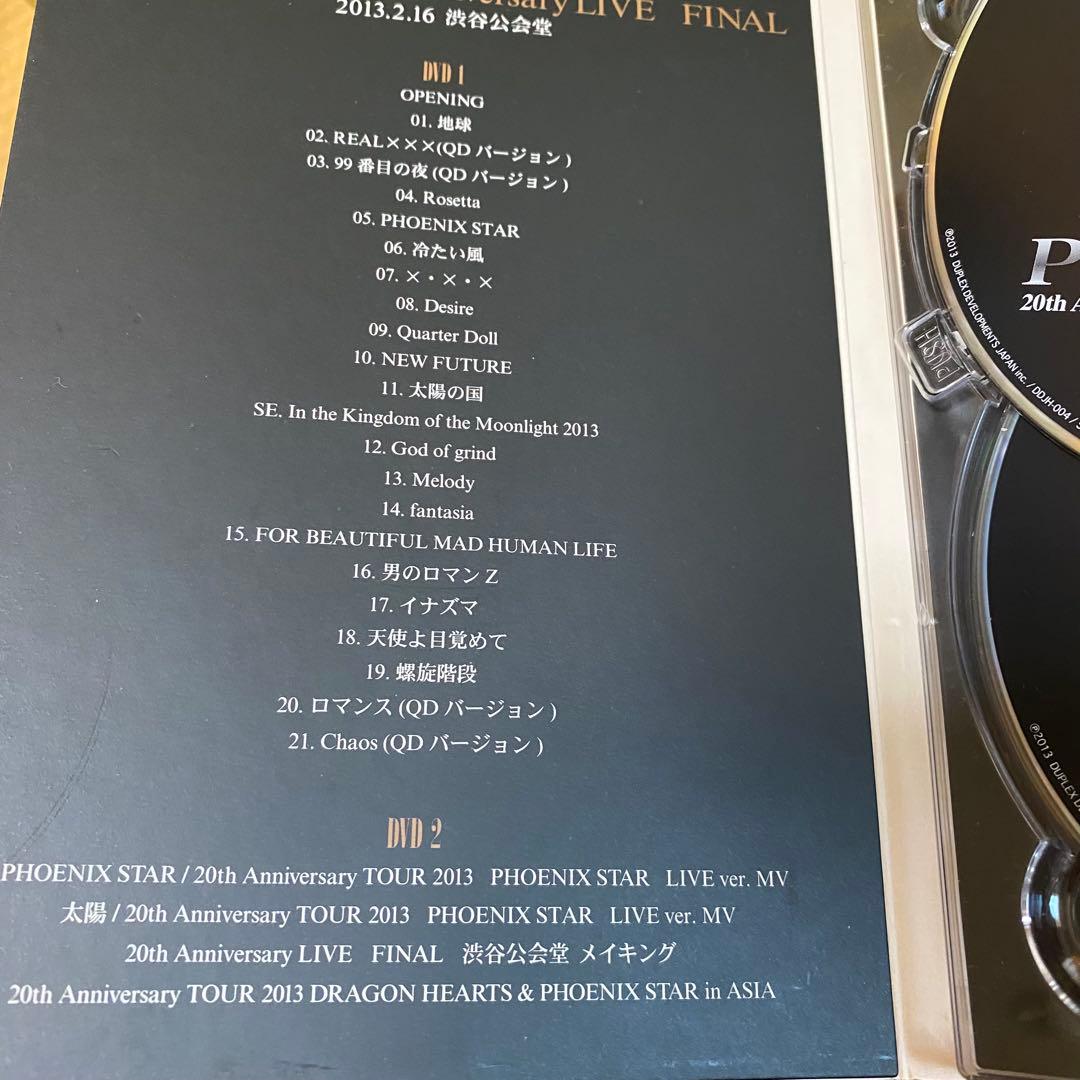 LIVE FINAL
2013.2.16 渋谷公会堂
DVD 1
OPENING
01. 地球
02. REAL×××(QD バージョン)
03. 99 番目の夜(QD バージョン)
04. Rosetta
05. PHOENIX STAR
06. 冷たい風
07. ×・×・×
08. Desire
09. Quarter Doll
10. NEW FUTURE
11. 太陽の国
SE. In the Kingdom of the Moonlight 2013
12. God of grind
13. Melody
14. fantasia
15. FOR BEAUTIFUL MAD HUMAN LIFE
16. 男のロマン Z
17. イナズマ
18. 天使よ目覚めて
19. 螺旋階段
20. ロマンス(QD バージョン)
21. Chaos(QD バージョン)
DVD 2
PHOENIX STAR / 20th Anniversary TOUR 2013 PHOENIX STAR LIVE ver. MV
太陽 / 20th Anniversary TOUR 2013 PHOENIX STAR LIVE ver. MV
20th Anniversary LIVE FINAL 渋谷公会堂 メイキング
20th Anniversary TOUR 2013 DRAGON HEARTS & PHOENIX STAR in ASIA
20th
℗2013 DUPLEX DEVELOPMENTS JAPAN inc. / DDJH-004 /
PUSH
℗2013 DUPLEX